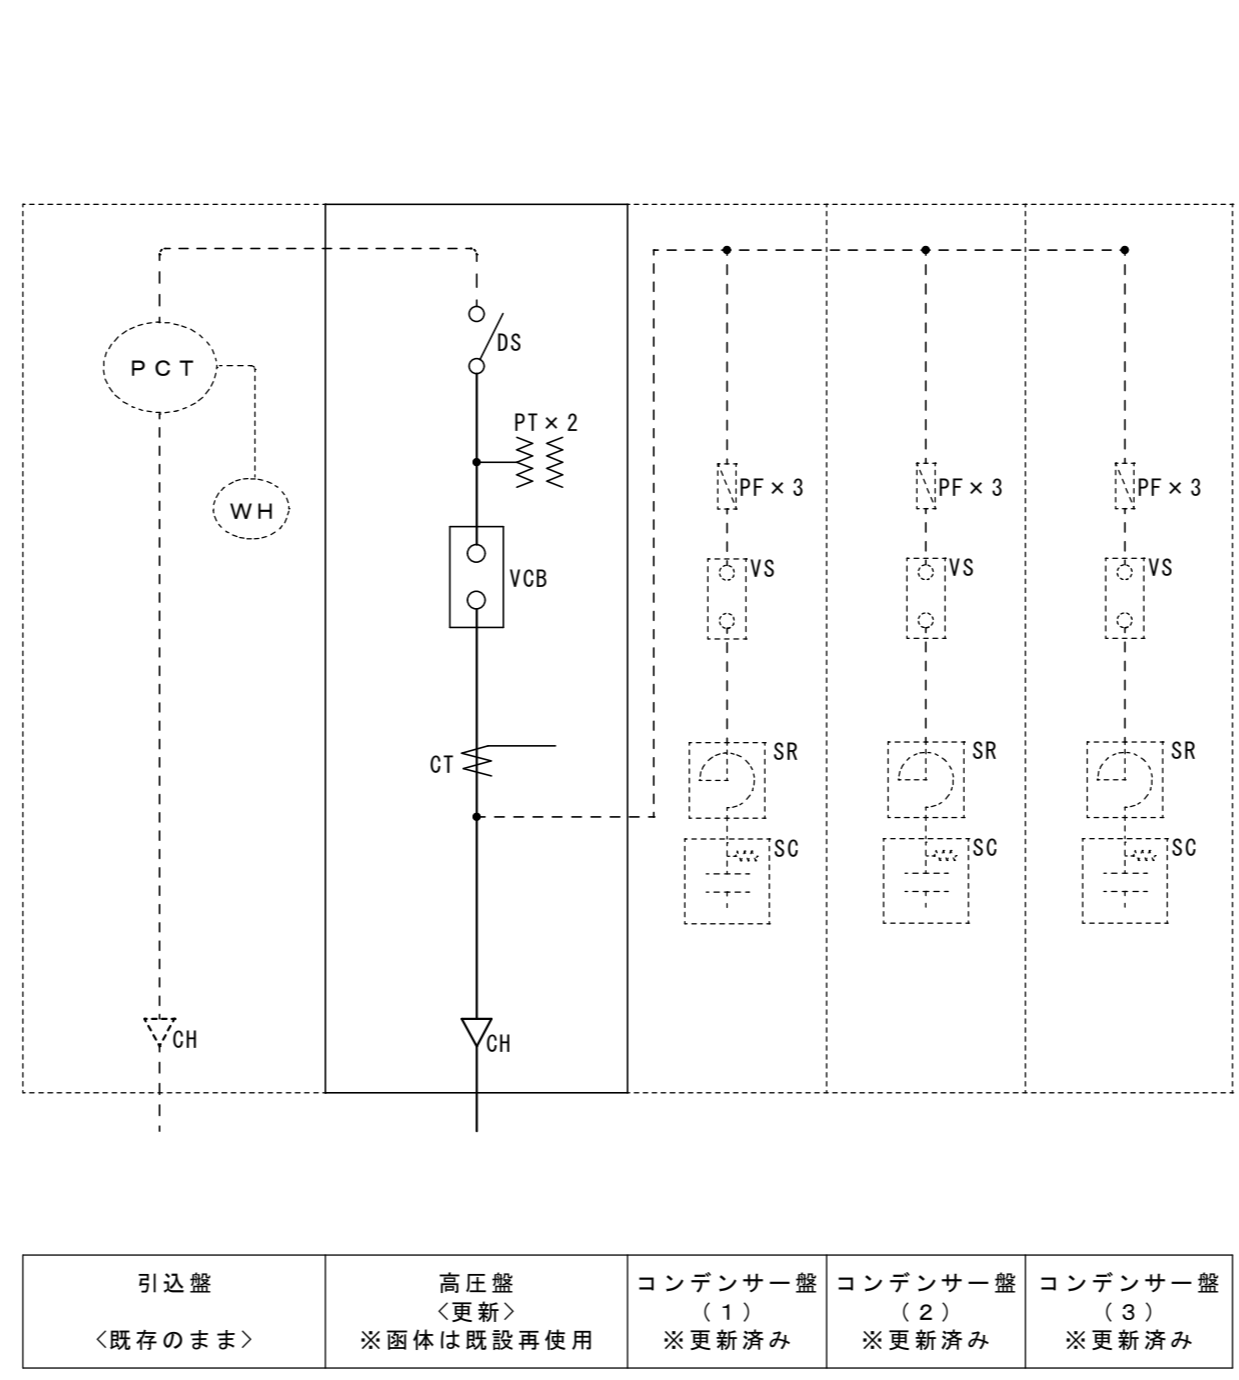 DS
PCT
PT×2
PF×3
PF×3
PF×3
WH
VS
VS
VS
VCB
CT
SR
SR
SR
SC
SC
SC
CH
CH
引込盤
<既存のまま>
高圧盤
<更新>
※函体は既設再使用
コンデンサー盤
(1)
※更新済み
コンデンサー盤
(2)
※更新済み
コンデンサー盤
(3)
※更新済み